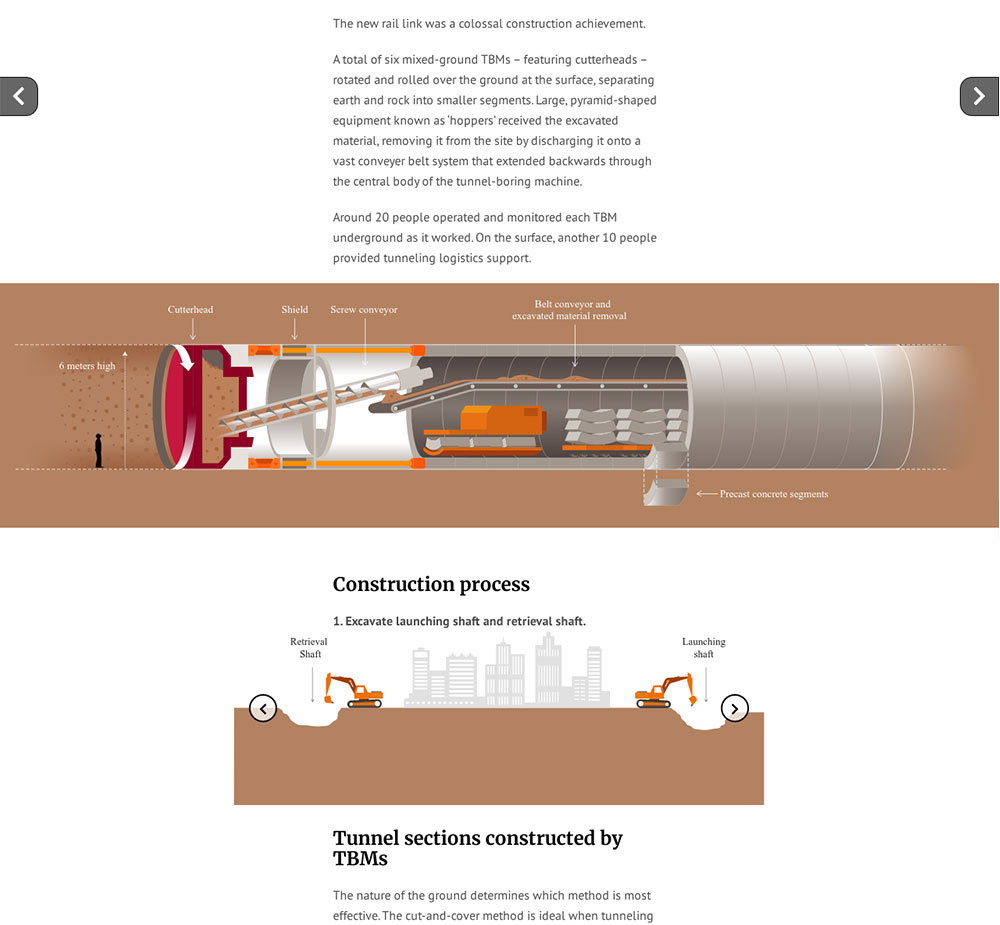 The new rail link was a colossal construction achievement.
A total of six mixed-ground TBMs – featuring cutterheads –
rotated and rolled over the ground at the surface, separating
earth and rock into smaller segments. Large, pyramid-shaped
equipment known as ‘hoppers’ received the excavated
material, removing it from the site by discharging it onto a
vast conveyer belt system that extended backwards through
the central body of the tunnel-boring machine.
Around 20 people operated and monitored each TBM
underground as it worked. On the surface, another 10 people
provided tunneling logistics support.
Cutterhead
Shield
Screw conveyor
Belt conveyor and
excavated material removal
6 meters high
Precast concrete segments
Construction process
1. Excavate launching shaft and retrieval shaft.
Retrieval
Shaft
Launching
shaft
Tunnel sections constructed by
TBMs
The nature of the ground determines which method is most
effective. The cut-and-cover method is ideal when tunneling